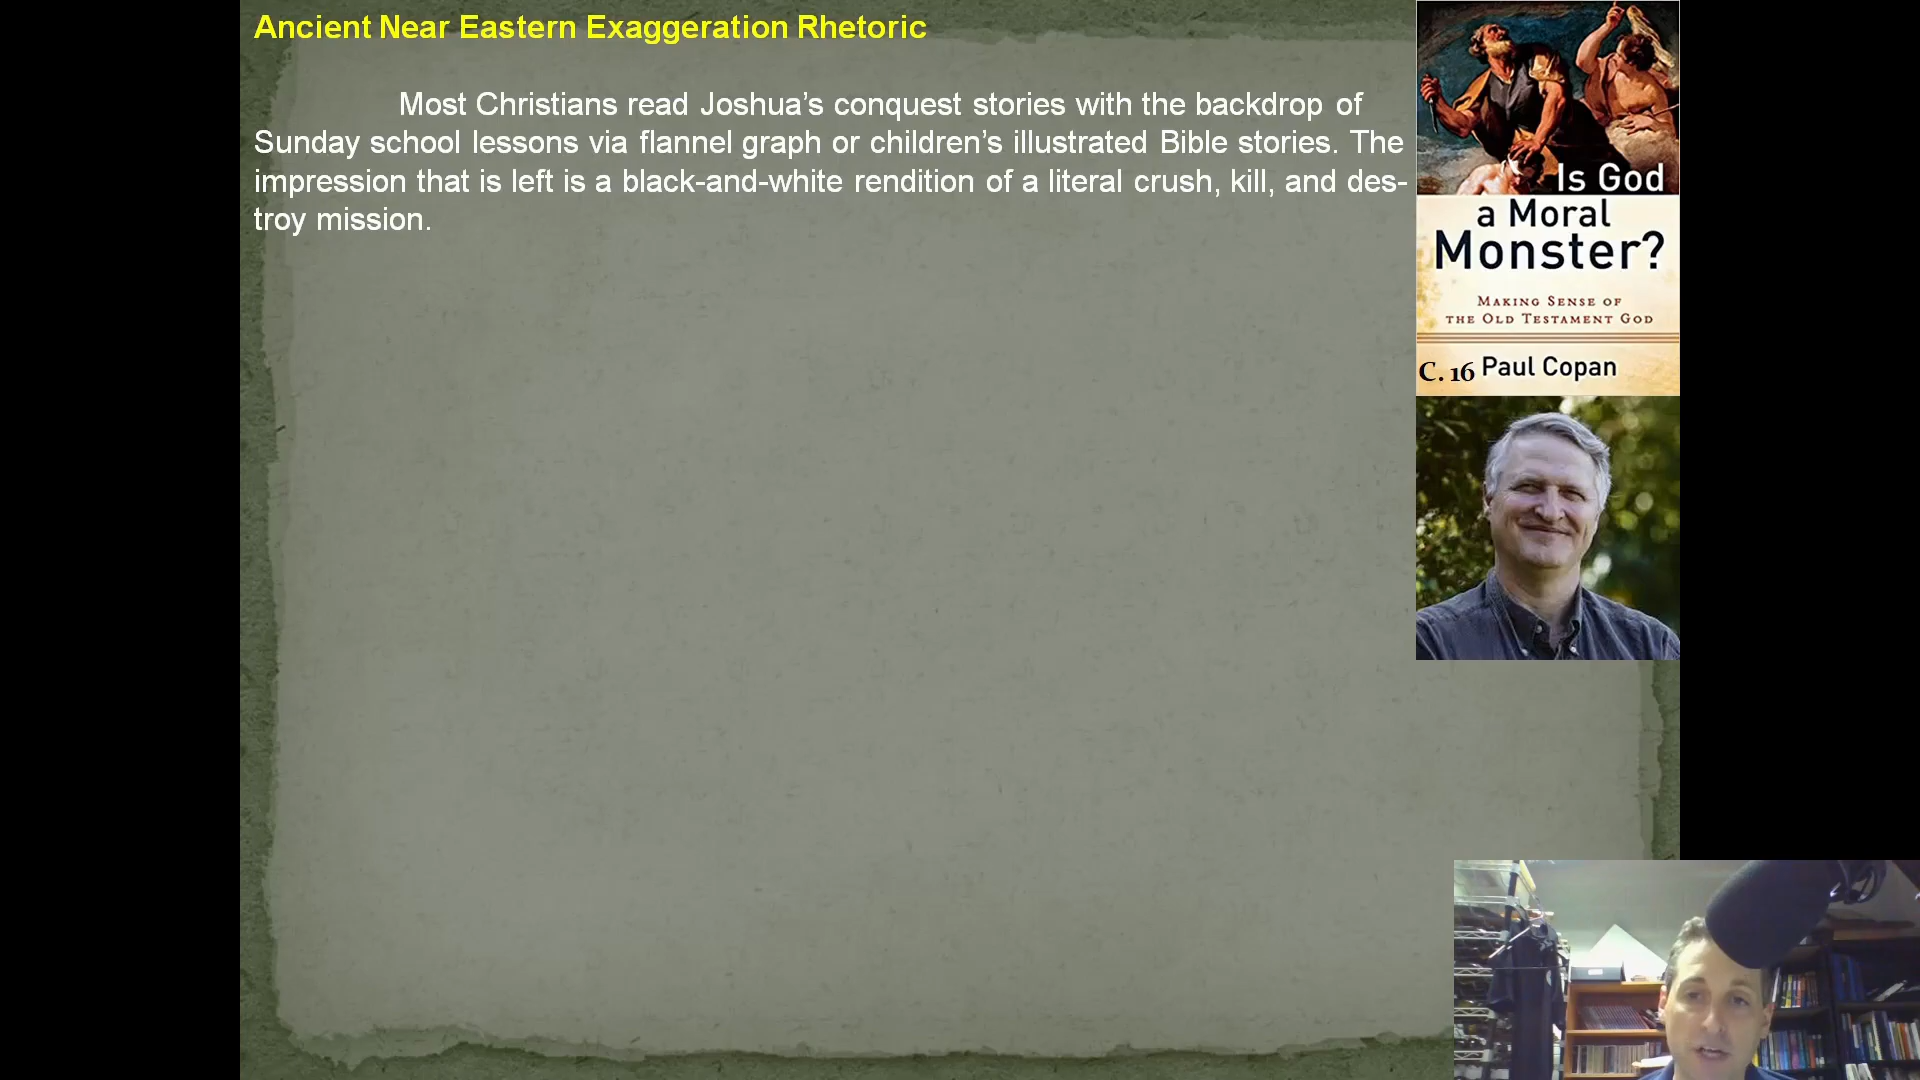 Ancient Near Eastern Exaggeration Rhetoric
Most Christians read Joshua’s conquest stories with the backdrop of
Sunday school lessons via flannel graph or children’s illustrated Bible stories. The
impression that is left is a black-and-white rendition of a literal crush, kill, and des-
troy mission.
Is God
a Moral
Monster?
Making Sense of
the Old Testament God
C. 16 Paul Copan